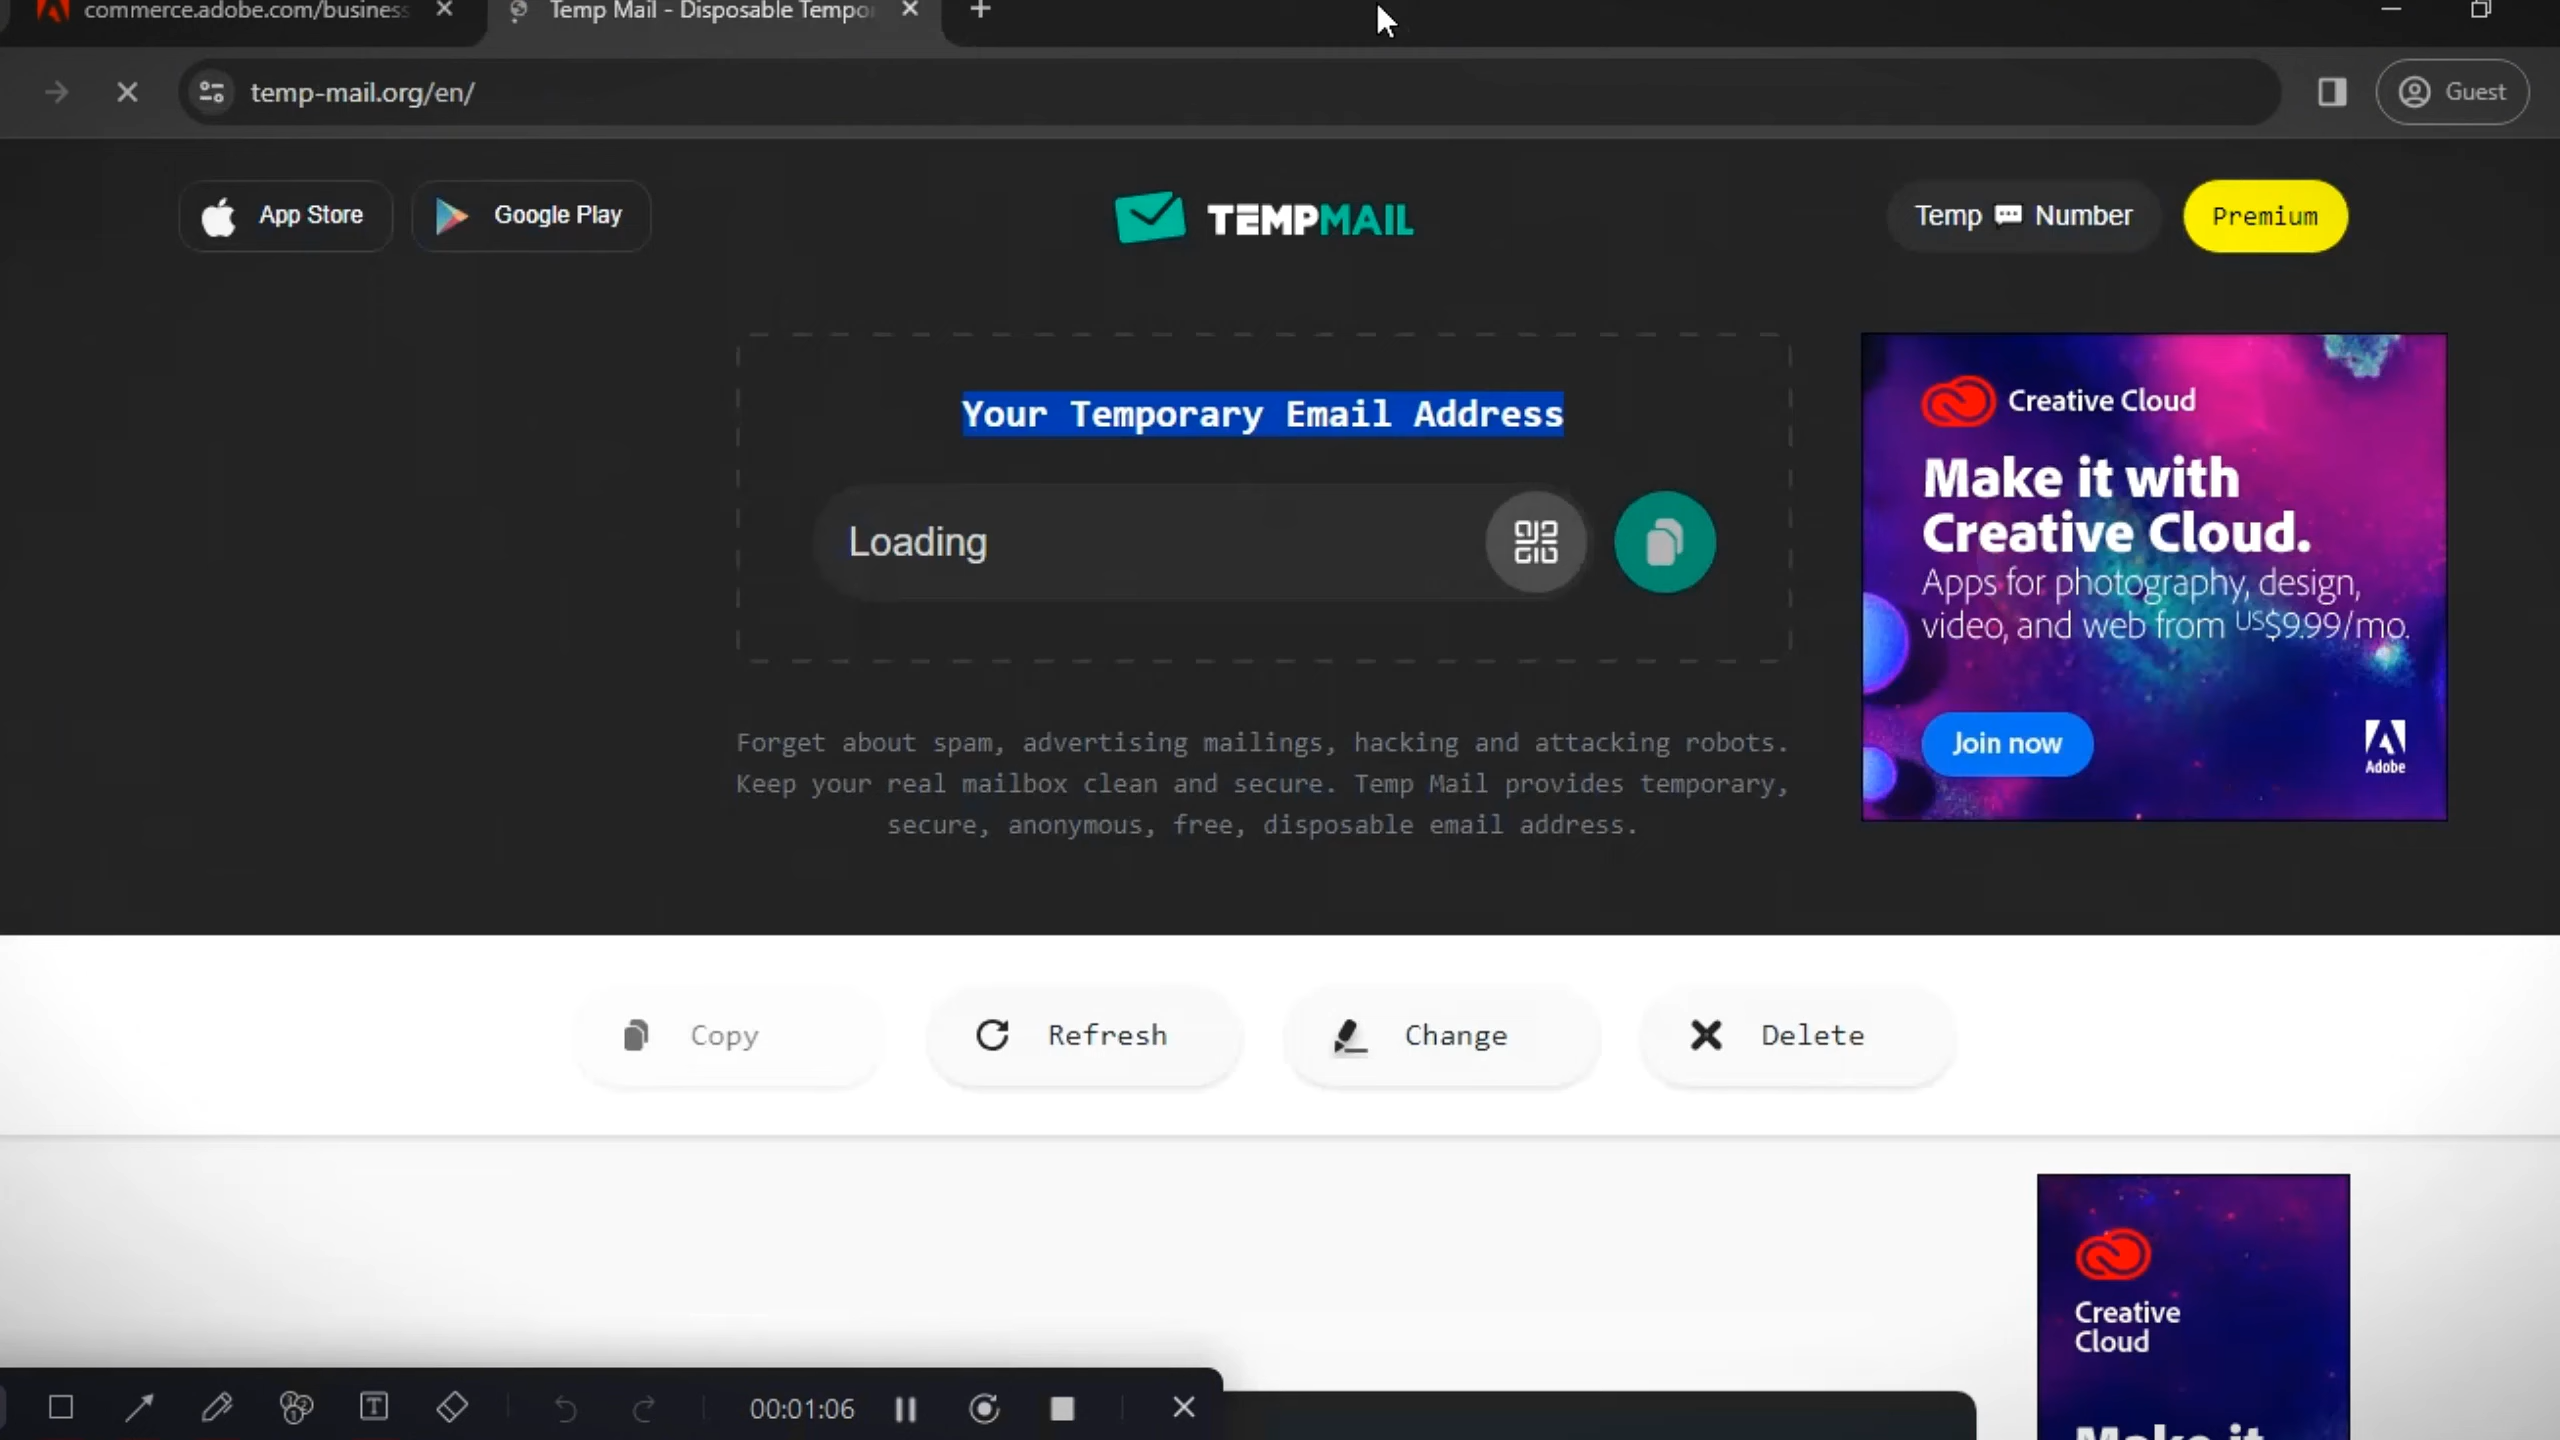 commerce.adobe.com/business
Temp Mail - Disposable Tempo
temp-mail.org/en/
Guest
App Store
Google Play
TEMPMAIL
Temp Number
Premium
Your Temporary Email Address
Loading
Creative Cloud
Make it with
Creative Cloud.
Apps for photography, design,
video, and web from US$9.99/mo.
Join now
Adobe
Forget about spam, advertising mailings, hacking and attacking robots.
Keep your real mailbox clean and secure. Temp Mail provides temporary,
secure, anonymous, free, disposable email address.
Copy
Refresh
Change
Delete
Creative
Cloud
Make it
00:01:06